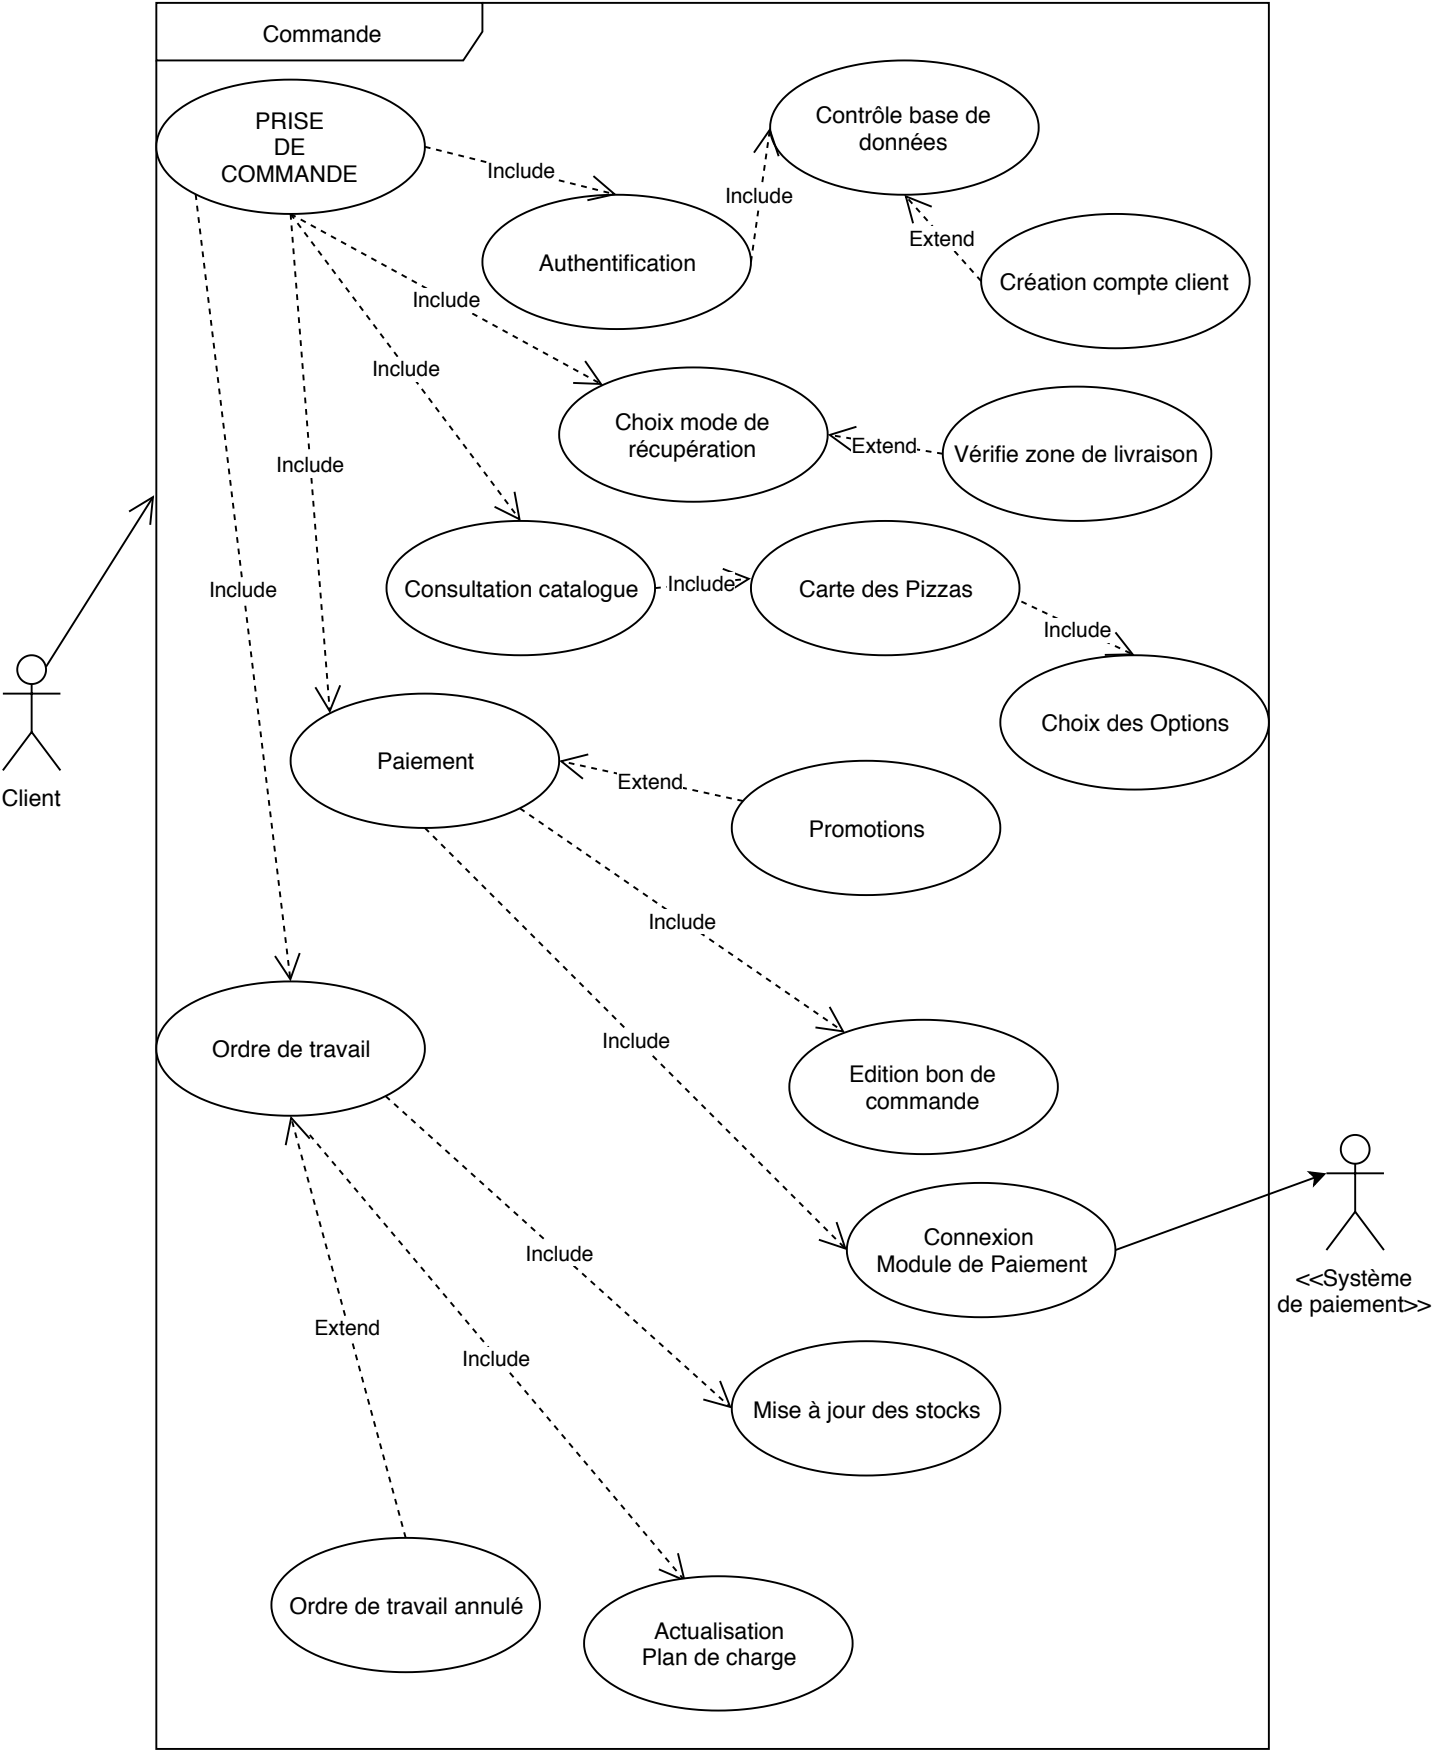 Commande
PRISE
DE
COMMANDE
Include
Authentification
Include
Contrôle base de
données
Extend
Création compte client
Include
Choix mode de
récupération
Extend
Vérifie zone de livraison
Include
Consultation catalogue
Include
Carte des Pizzas
Include
Choix des Options
Include
Paiement
Extend
Promotions
Include
Client
Include
Edition bon de
commande
Include
Ordre de travail
Connexion
Module de Paiement
<<Système
de paiement>>
Include
Mise à jour des stocks
Extend
Include
Ordre de travail annulé
Actualisation
Plan de charge